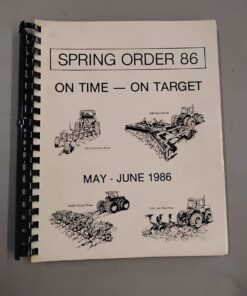 SPRING ORDER 86
ON TIME — ON TARGET
MAY - JUNE 1986